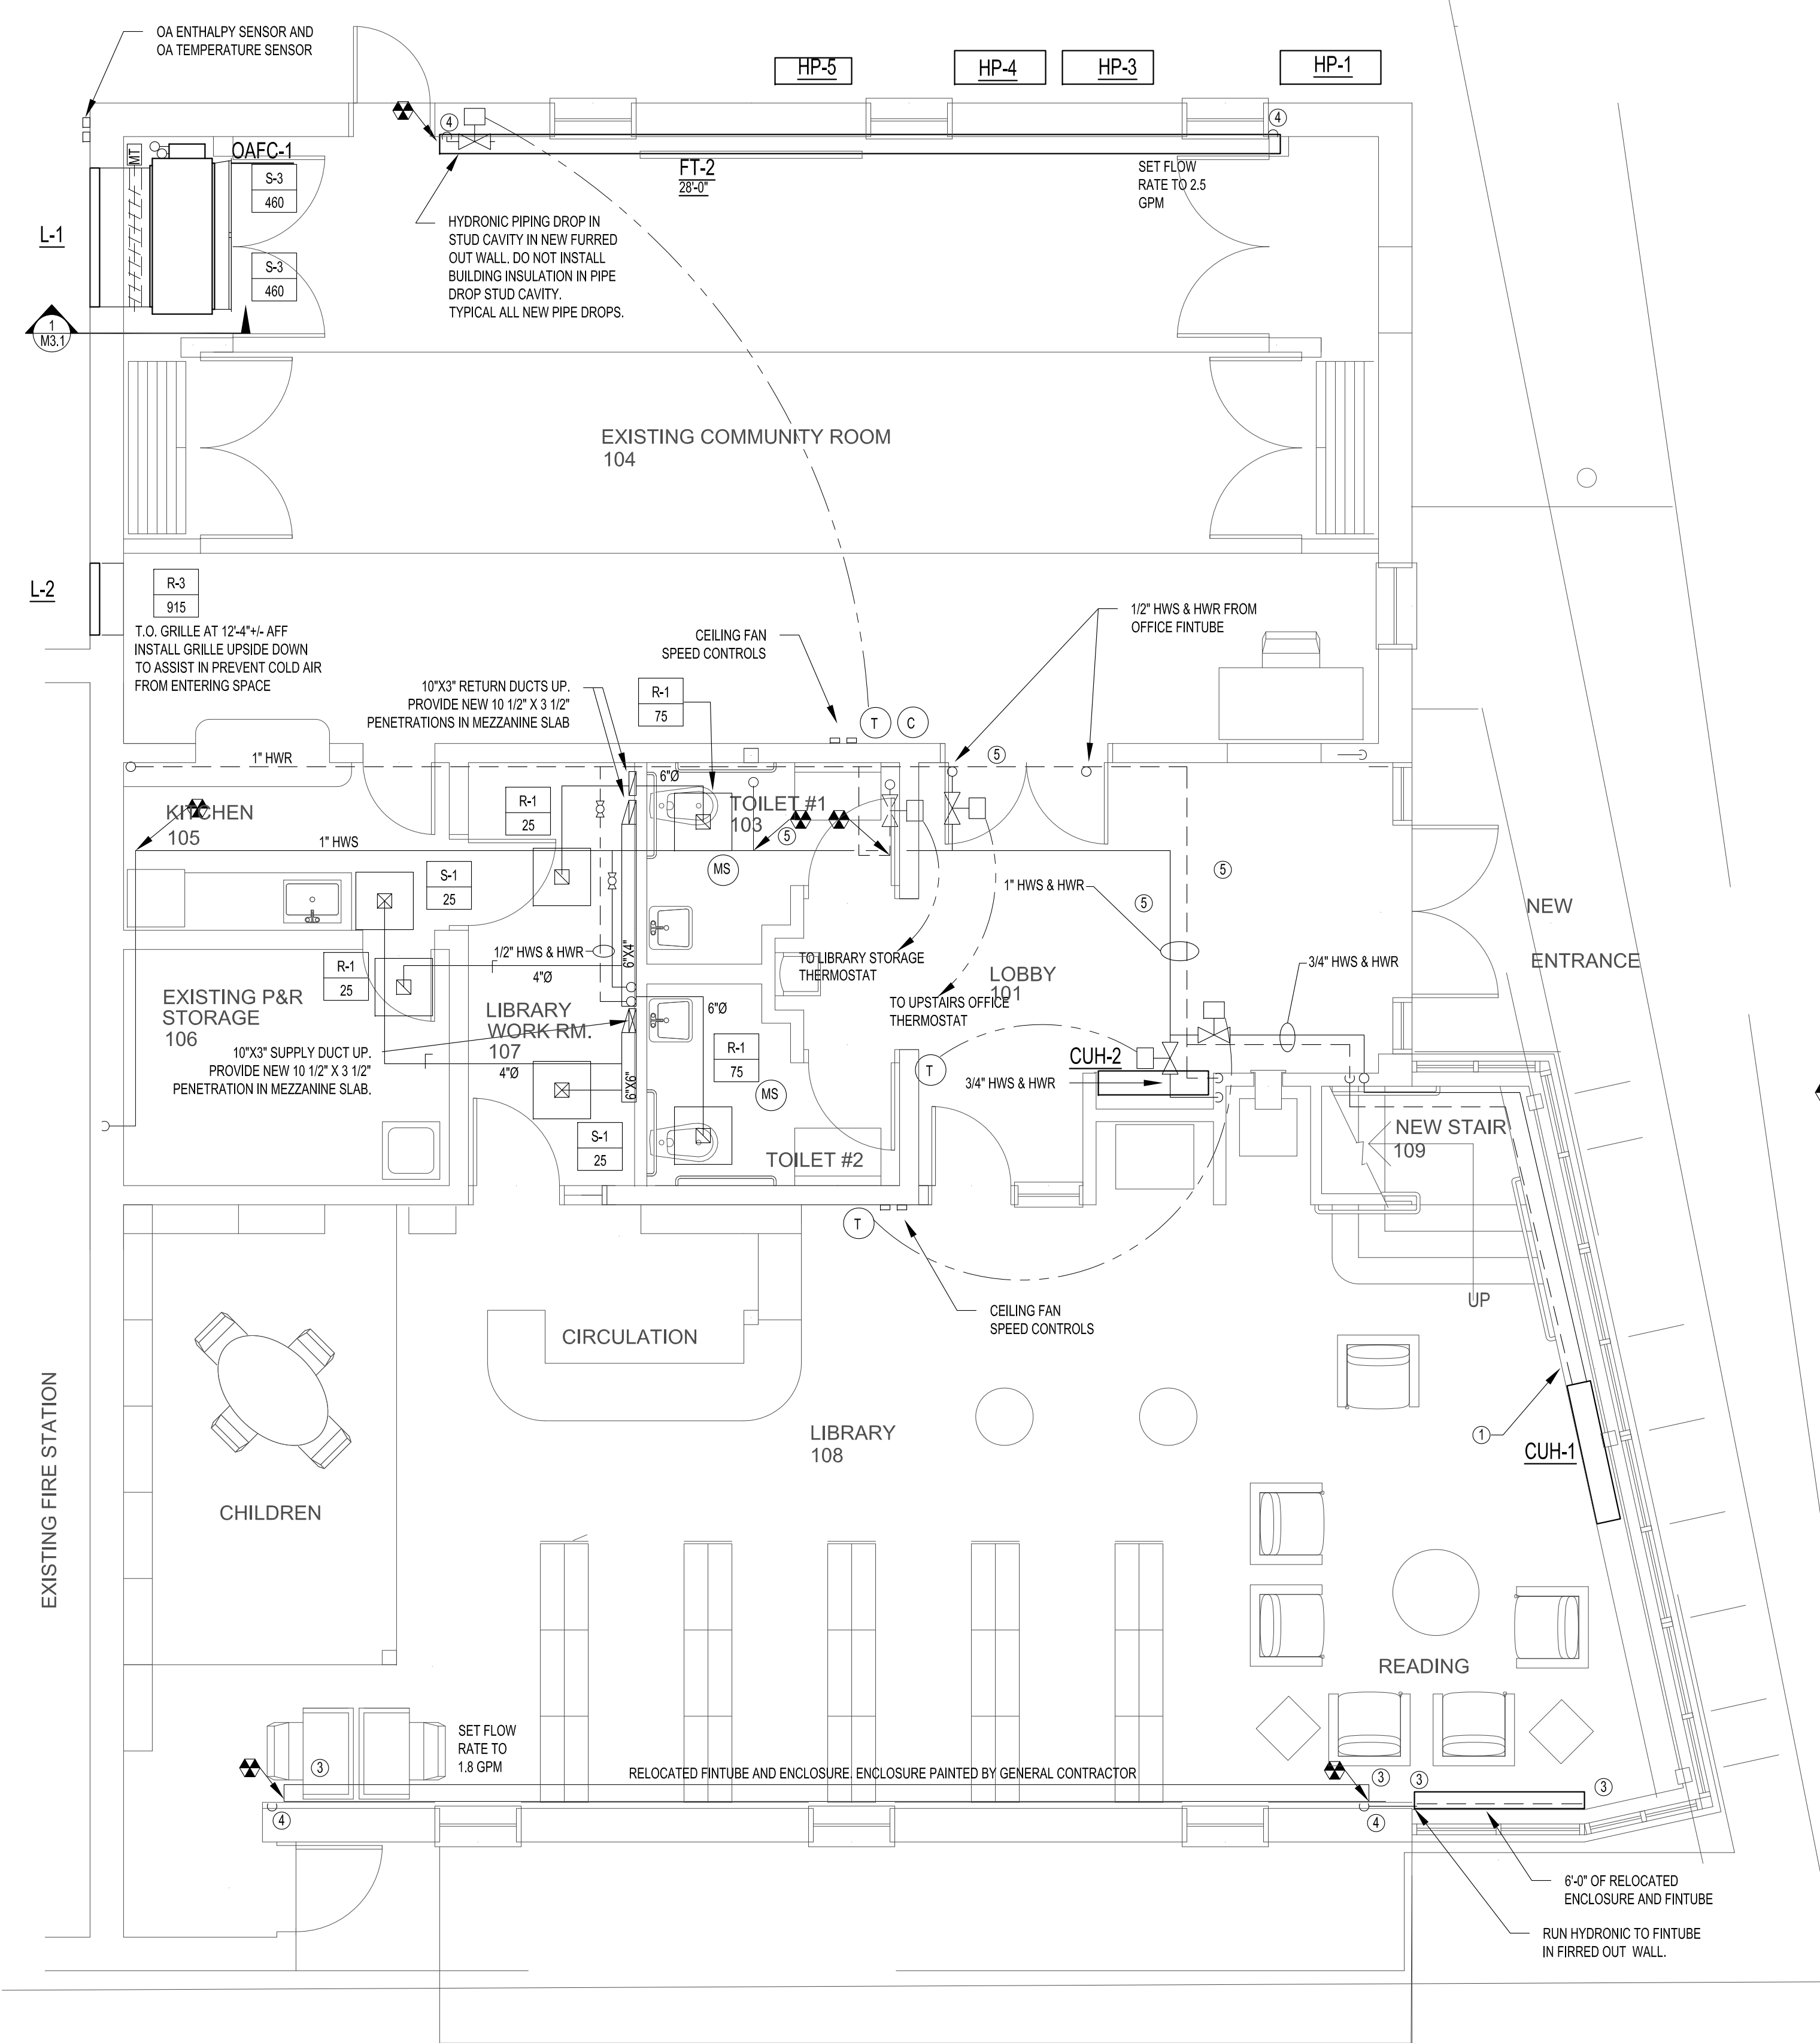 OA ENTHALPY SENSOR AND
OA TEMPERATURE SENSOR
HP-5
HP-4
HP-3
HP-1
4
4
MT
OAFC-1
S-3
460
S-3
460
L-1
1
M3.1
FT-2
28'-0"
SET FLOW
RATE TO 2.5
GPM
HYDRONIC PIPING DROP IN
STUD CAVITY IN NEW FURRED
OUT WALL. DO NOT INSTALL
BUILDING INSULATION IN PIPE
DROP STUD CAVITY.
TYPICAL ALL NEW PIPE DROPS.
EXISTING COMMUNITY ROOM
104
L-2
R-3
915
T.O. GRILLE AT 12'-4"+/- AFF
INSTALL GRILLE UPSIDE DOWN
TO ASSIST IN PREVENT COLD AIR
FROM ENTERING SPACE
CEILING FAN
SPEED CONTROLS
1/2" HWS & HWR FROM
OFFICE FINTUBE
10"X3" RETURN DUCTS UP.
PROVIDE NEW 10 1/2" X 3 1/2"
PENETRATIONS IN MEZZANINE SLAB
R-1
75
T
C
1" HWR
5
6"Ø
KITCHEN
105
R-1
25
TOILET #1
103
5
1" HWS
MS
S-1
25
1" HWS & HWR
5
5
NEW
ENTRANCE
1/2" HWS & HWR
6"X4"
4"Ø
R-1
25
TO LIBRARY STORAGE
THERMOSTAT
LOBBY
101
3/4" HWS & HWR
EXISTING P&R
STORAGE
106
LIBRARY
WORK RM.
107
6"Ø
TO UPSTAIRS OFFICE
THERMOSTAT
10"X3" SUPPLY DUCT UP.
PROVIDE NEW 10 1/2" X 3 1/2"
PENETRATION IN MEZZANINE SLAB.
4"Ø
6"X6"
R-1
75
MS
T
CUH-2
3/4" HWS & HWR
S-1
25
TOILET #2
NEW STAIR
109
T
CEILING FAN
SPEED CONTROLS
UP
CIRCULATION
EXISTING FIRE STATION
CHILDREN
LIBRARY
108
1
CUH-1
READING
SET FLOW
RATE TO
1.8 GPM
3
RELOCATED FINTUBE AND ENCLOSURE. ENCLOSURE PAINTED BY GENERAL CONTRACTOR
3
3
3
4
4
6'-0" OF RELOCATED
ENCLOSURE AND FINTUBE
RUN HYDRONIC TO FINTUBE
IN FIRRED OUT WALL.